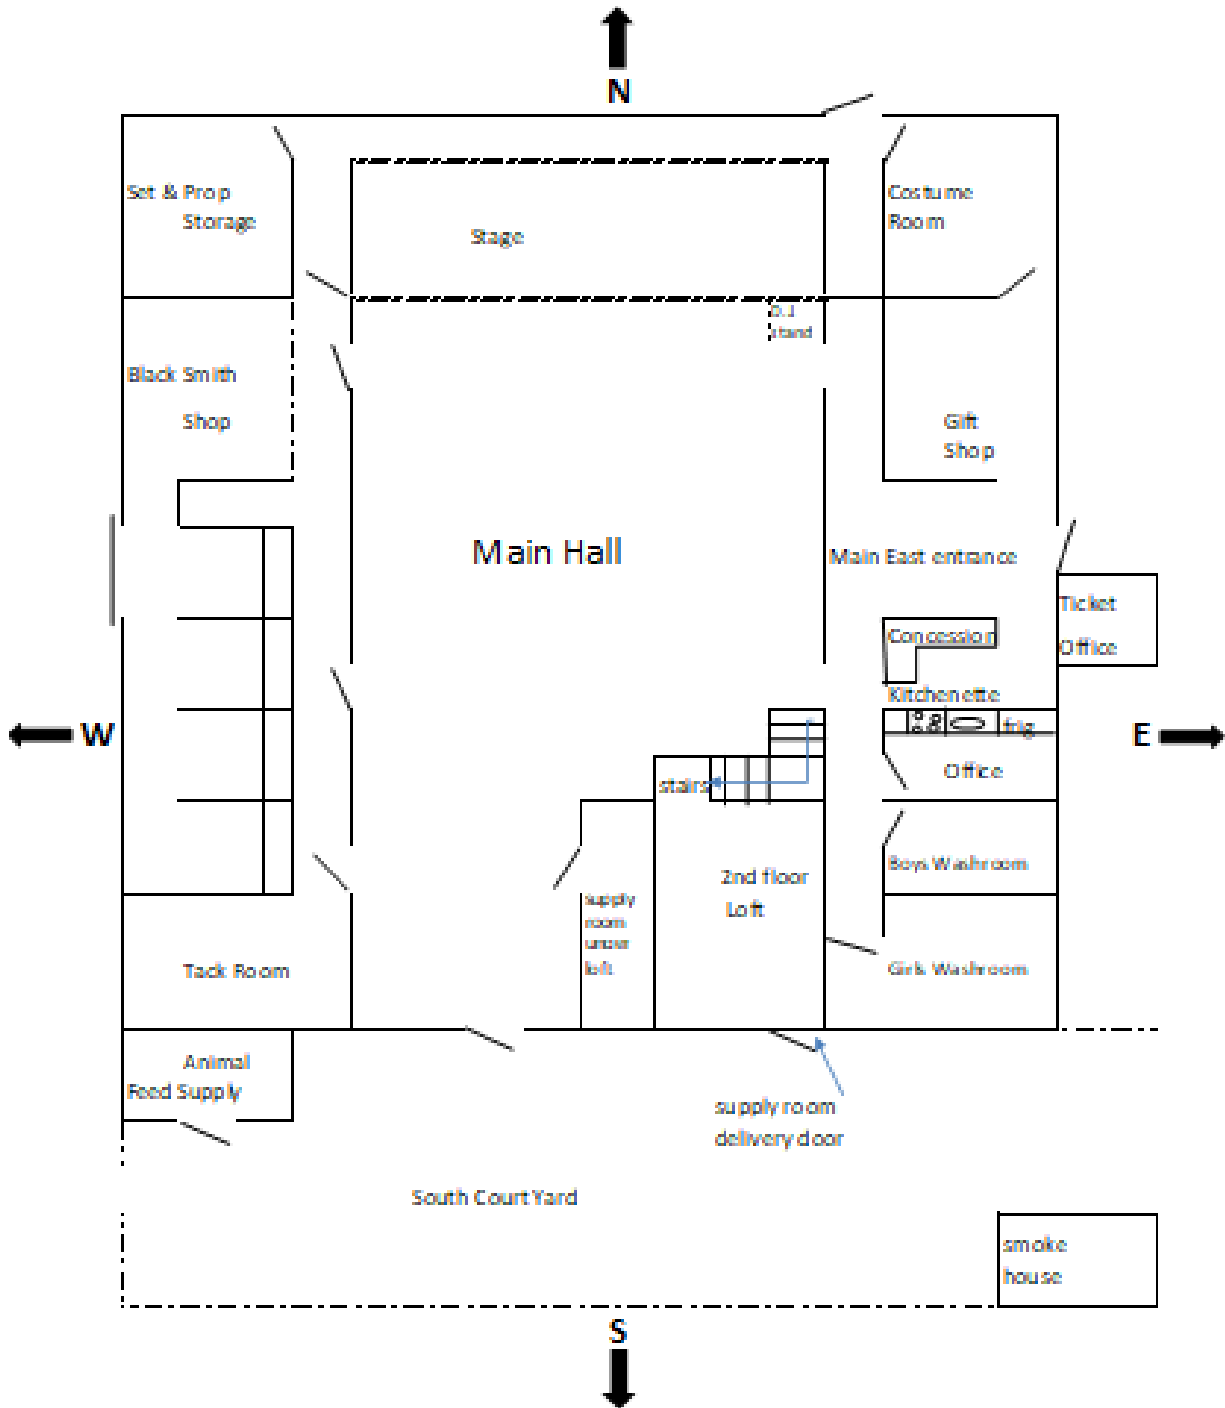 N
Set & Prop
Storage
Stage
Costume
Room
D.J
stand
Black Smith
Shop
Gift
Shop
Main Hall
Main East entrance
Ticket
Office
Concession
Kitchenette
frig
W
E
Office
stairs
Boys Washroom
2nd floor
Loft
supply
room
under
loft
Tack Room
Girls Washroom
Animal
Feed Supply
supply room
delivery door
South Court Yard
smoke
house
S